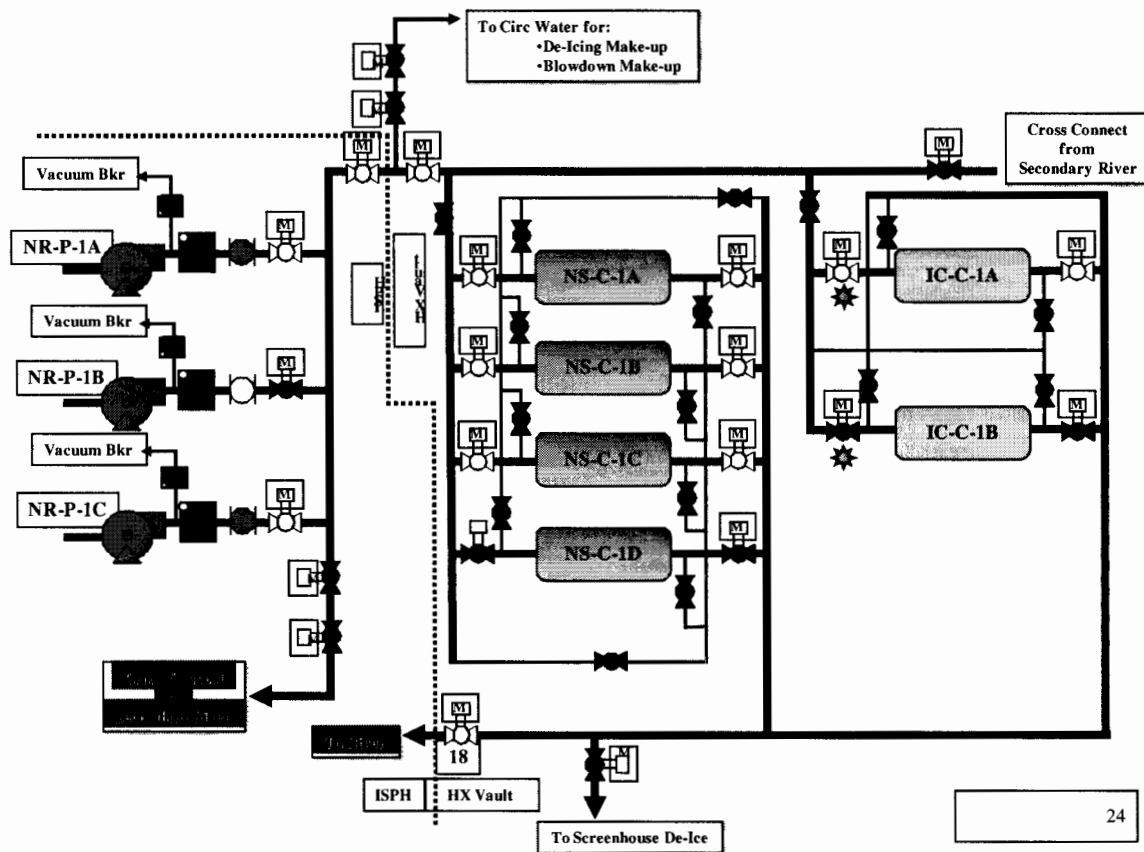 To Circ Water for:
•De-Icing Make-up
•Blowdown Make-up
M
M
M
Cross Connect
from
Secondary River
Vacuum Bkr
NR-P-1A
M
M
NS-C-1A
M
M
IC-C-1A
M
Vacuum Bkr
NR-P-1B
M
M
NS-C-1B
M
M
IC-C-1B
M
Vacuum Bkr
NR-P-1C
M
M
NS-C-1C
M
NS-C-1D
M
M
18
M
ISPH
HX Vault
To Screenhouse De-Ice
24